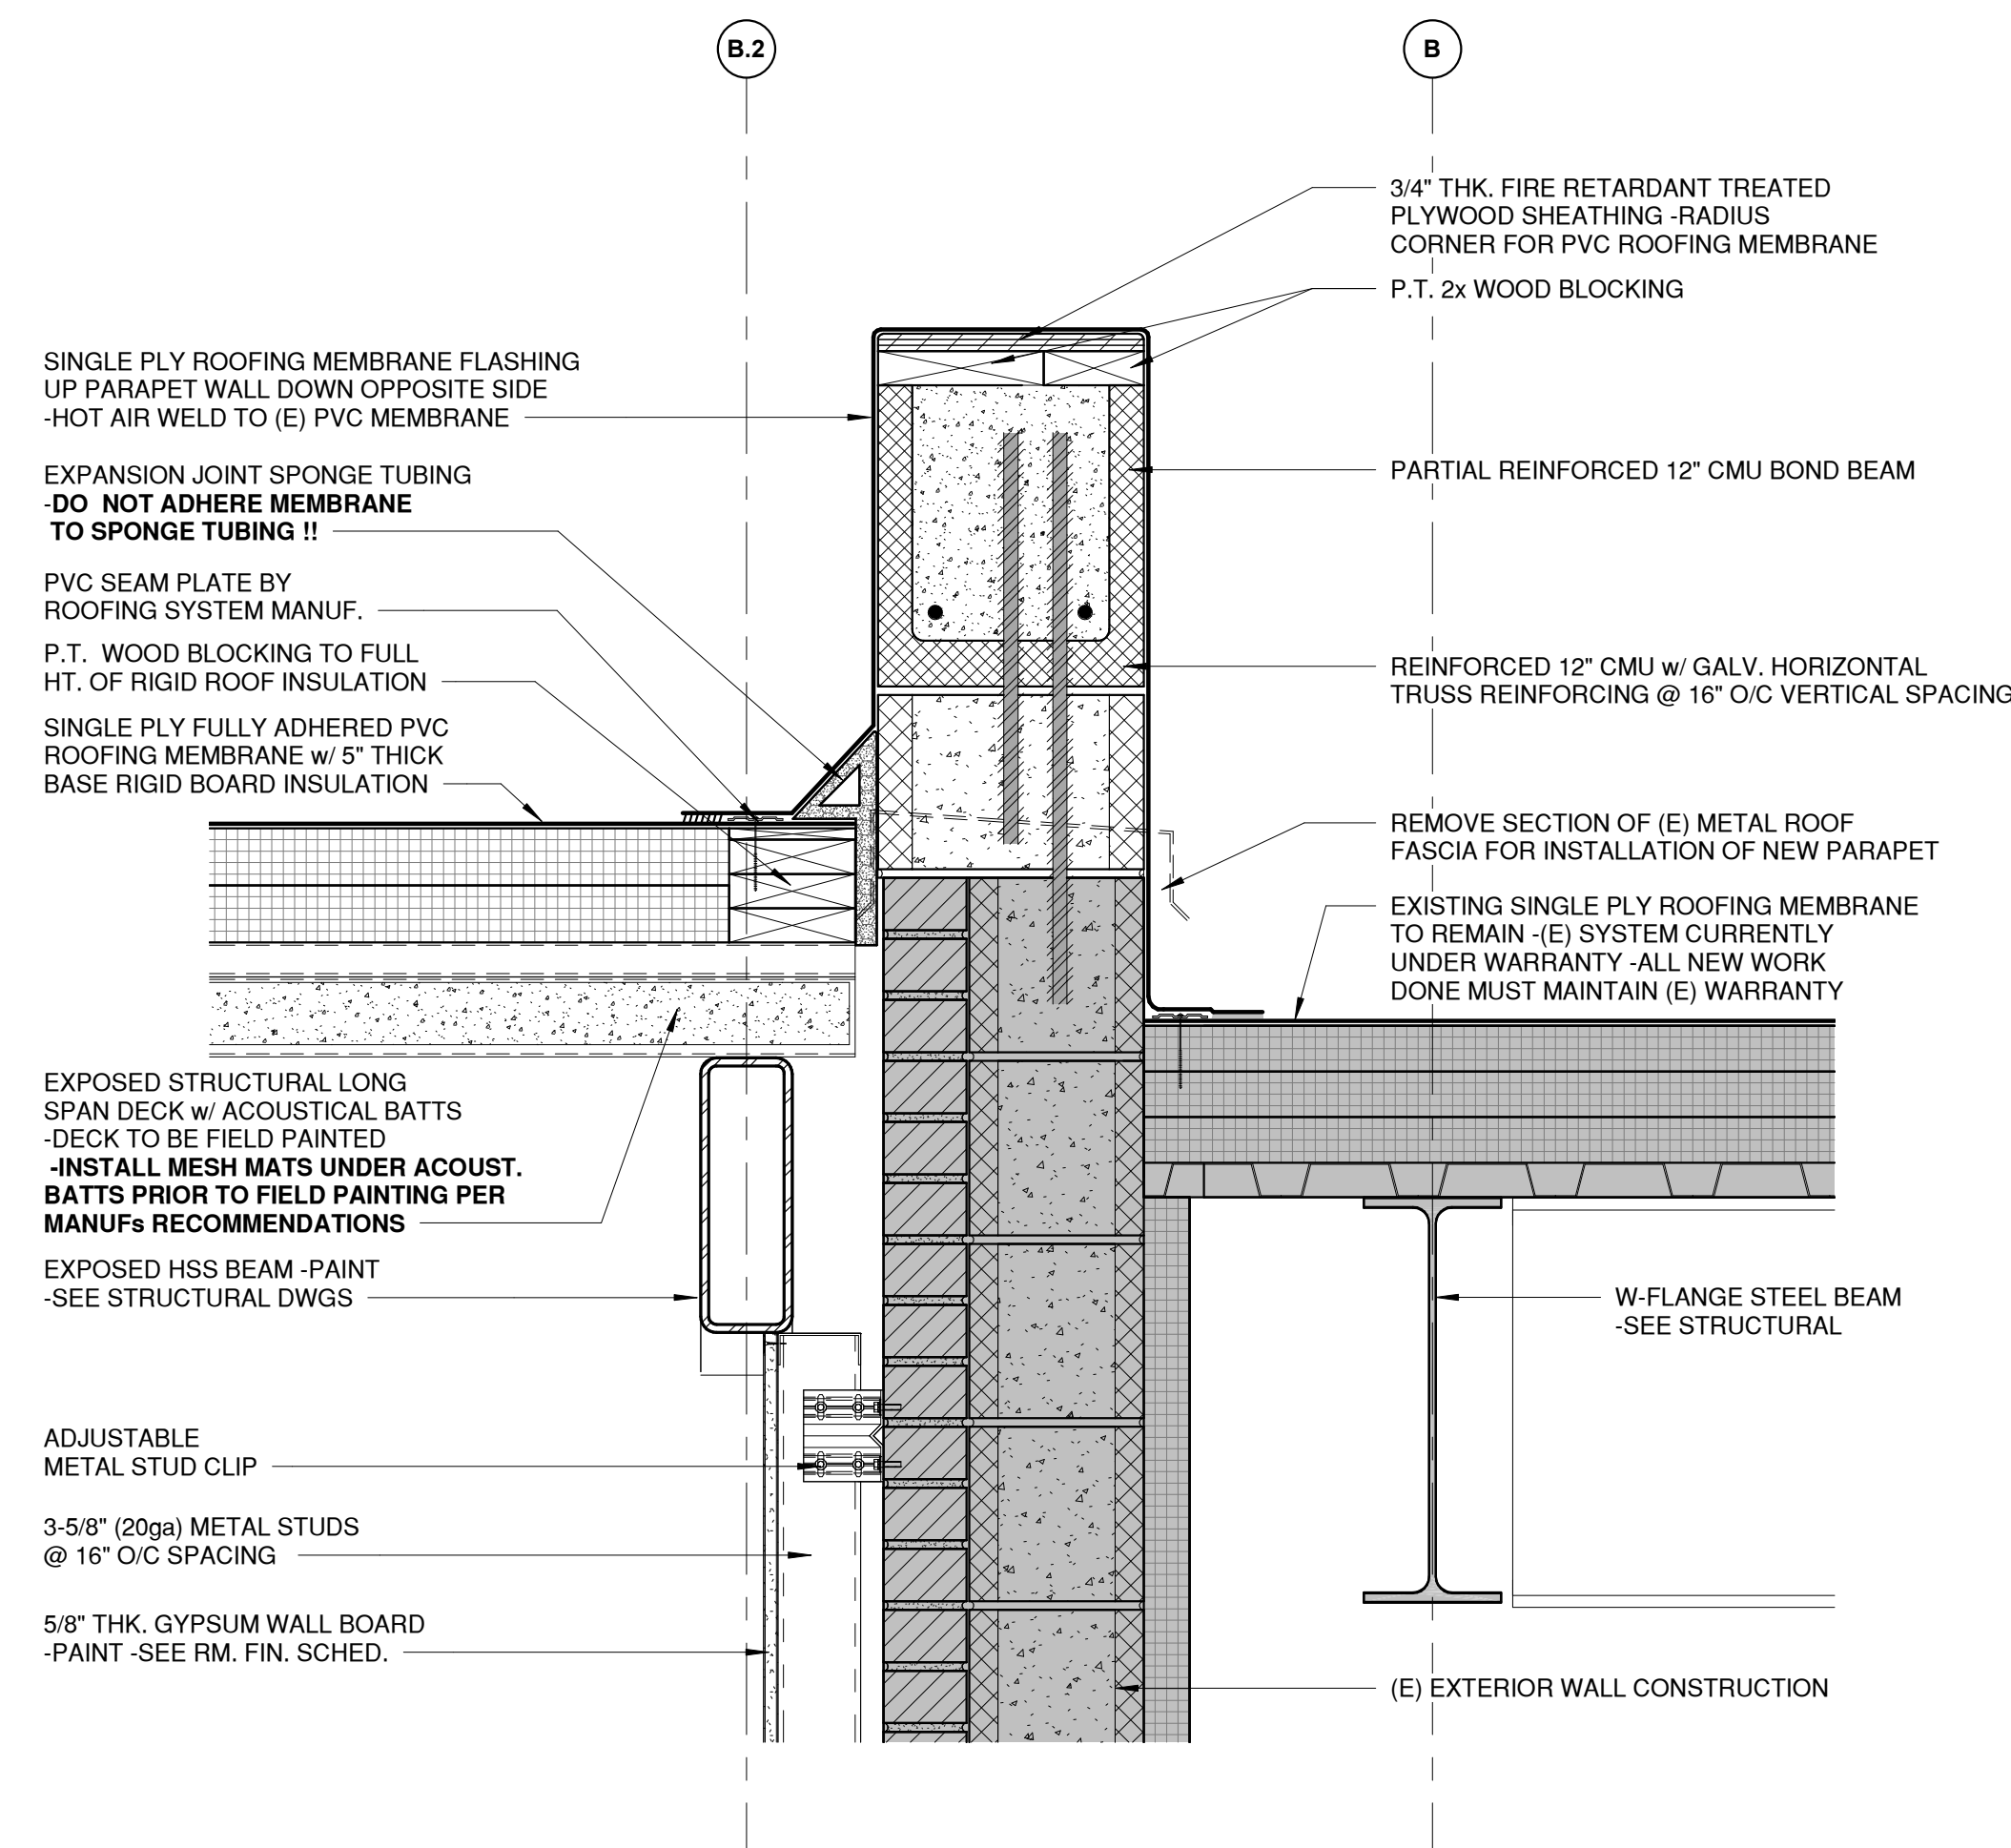 B.2
B
3/4" THK. FIRE RETARDANT TREATED
PLYWOOD SHEATHING -RADIUS
CORNER FOR PVC ROOFING MEMBRANE
P.T. 2x WOOD BLOCKING
PARTIAL REINFORCED 12" CMU BOND BEAM
REINFORCED 12" CMU w/ GALV. HORIZONTAL
TRUSS REINFORCING @ 16" O/C VERTICAL SPACING
REMOVE SECTION OF (E) METAL ROOF
FASCIA FOR INSTALLATION OF NEW PARAPET
EXISTING SINGLE PLY ROOFING MEMBRANE
TO REMAIN -(E) SYSTEM CURRENTLY
UNDER WARRANTY -ALL NEW WORK
DONE MUST MAINTAIN (E) WARRANTY
W-FLANGE STEEL BEAM
-SEE STRUCTURAL
(E) EXTERIOR WALL CONSTRUCTION
SINGLE PLY ROOFING MEMBRANE FLASHING
UP PARAPET WALL DOWN OPPOSITE SIDE
-HOT AIR WELD TO (E) PVC MEMBRANE
EXPANSION JOINT SPONGE TUBING
-DO NOT ADHERE MEMBRANE
TO SPONGE TUBING !!
PVC SEAM PLATE BY
ROOFING SYSTEM MANUF.
P.T. WOOD BLOCKING TO FULL
HT. OF RIGID ROOF INSULATION
SINGLE PLY FULLY ADHERED PVC
ROOFING MEMBRANE w/ 5" THICK
BASE RIGID BOARD INSULATION
EXPOSED STRUCTURAL LONG
SPAN DECK w/ ACOUSTICAL BATTS
-DECK TO BE FIELD PAINTED
-INSTALL MESH MATS UNDER ACOUST.
BATTS PRIOR TO FIELD PAINTING PER
MANUFs RECOMMENDATIONS
EXPOSED HSS BEAM -PAINT
-SEE STRUCTURAL DWGS
ADJUSTABLE
METAL STUD CLIP
3-5/8" (20ga) METAL STUDS
@ 16" O/C SPACING
5/8" THK. GYPSUM WALL BOARD
-PAINT -SEE RM. FIN. SCHED.